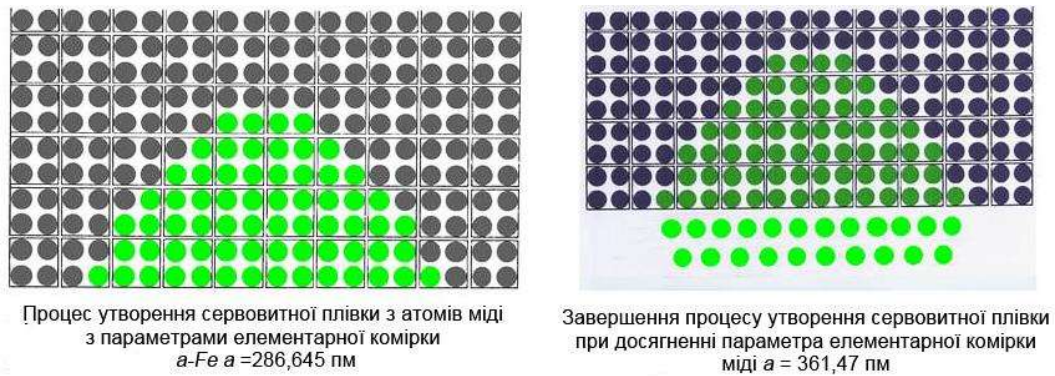 Процес утворення сервовитної плівки з атомів міді
з параметрами елементарної комірки
a-Fe a =286,645 пм
Завершення процесу утворення сервовитної плівки
при досягненні параметра елементарної комірки
міді a = 361,47 пм